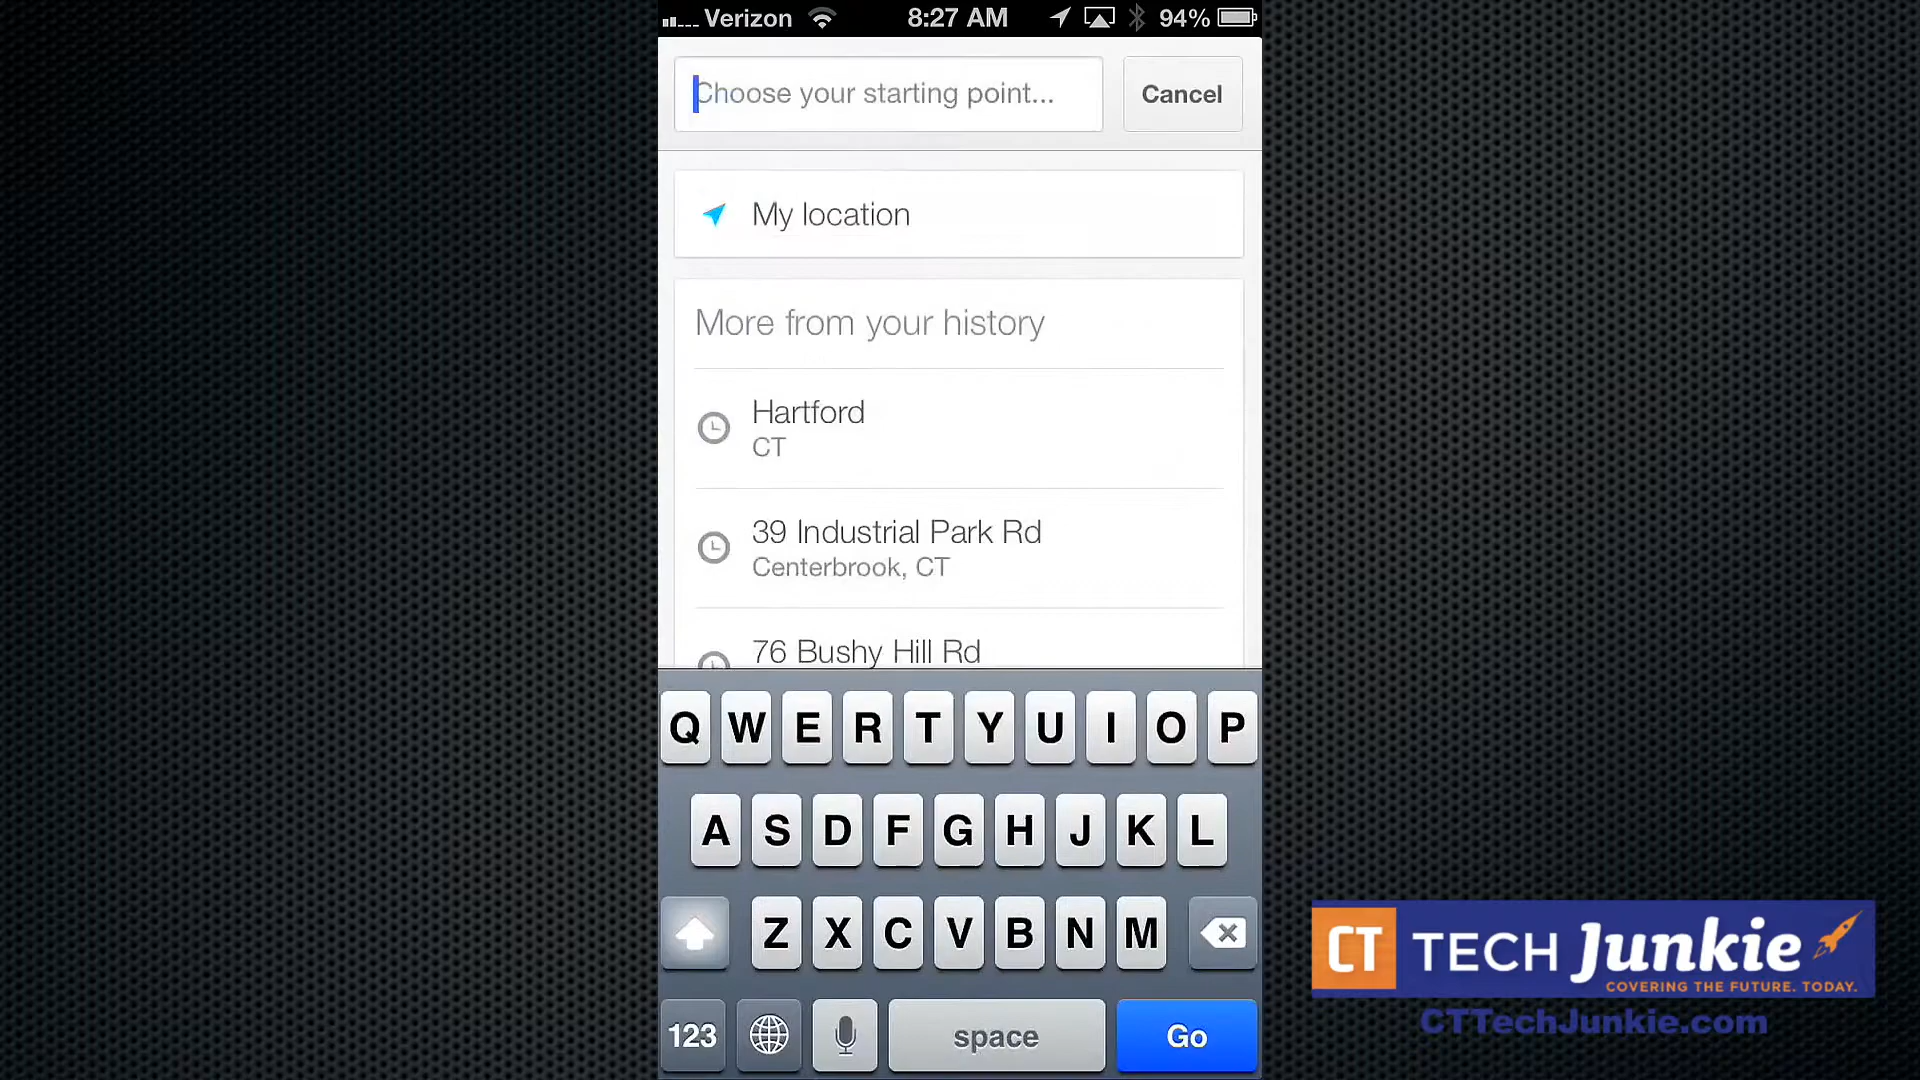 Verizon 8:27 AM 94%
Choose your starting point...
Cancel
My location
More from your history
Hartford
CT
39 Industrial Park Rd
Centerbrook, CT
76 Bushy Hill Rd
Q W E R T Y U I O P
A S D F G H J K L
Z X C V B N M
123 space Go
CT TECH Junkie
COVERING THE FUTURE. TODAY.
CTTechJunkie.com